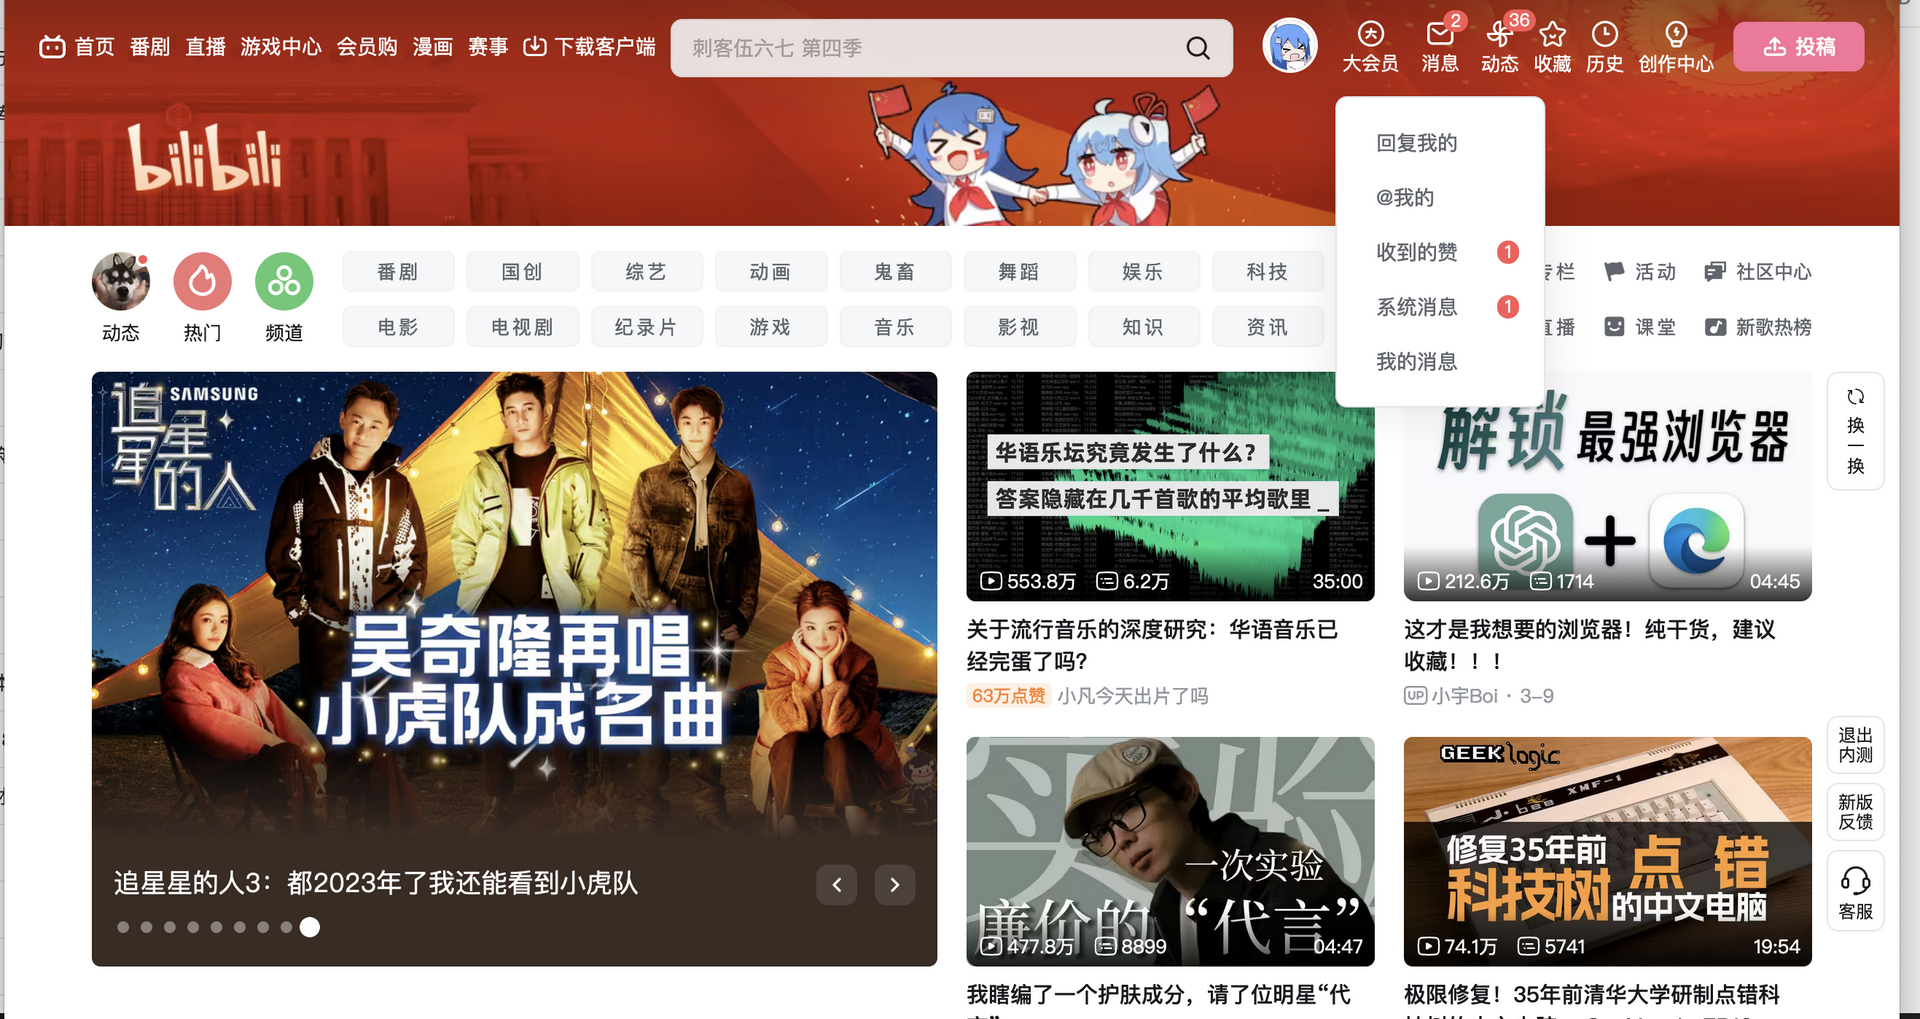 首页 番剧 直播 游戏中心 会员购 漫画 赛事 下载客户端
刺客伍六七 第四季
大会员
2
消息
36
动态
收藏
历史
创作中心
投稿
bilibili
回复我的
@我的
收到的赞 1
系统消息 1
我的消息
动态
热门
频道
番剧 国创 综艺 动画 鬼畜 舞蹈 娱乐 科技
电影 电视剧 纪录片 游戏 音乐 影视 知识 资讯
活动 社区中心
直播 课堂 新歌热榜
追星星的人
SAMSUNG
吴奇隆再唱
小虎队成名曲
追星星的人3：都2023年了我还能看到小虎队
华语乐坛究竟发生了什么?
答案隐藏在几千首歌的平均歌里_
553.8万 6.2万 35:00
关于流行音乐的深度研究：华语音乐已
经完蛋了吗？
63万点赞 小凡今天出片了吗
解锁 最强浏览器
+
212.6万 1714 04:45
这才是我想要的浏览器！纯干货，建议
收藏！！！
UP 小宇Boi · 3-9
换一换
实验
一次实验
廉价的“代言”
477.8万 8899 04:47
我瞎编了一个护肤成分，请了位明星“代
GEEK logic
J.bee XMF-1
修复35年前
科技树点错
的中文电脑
74.1万 5741 19:54
极限修复！35年前清华大学研制点错科
退出
内测
新版
反馈
客服